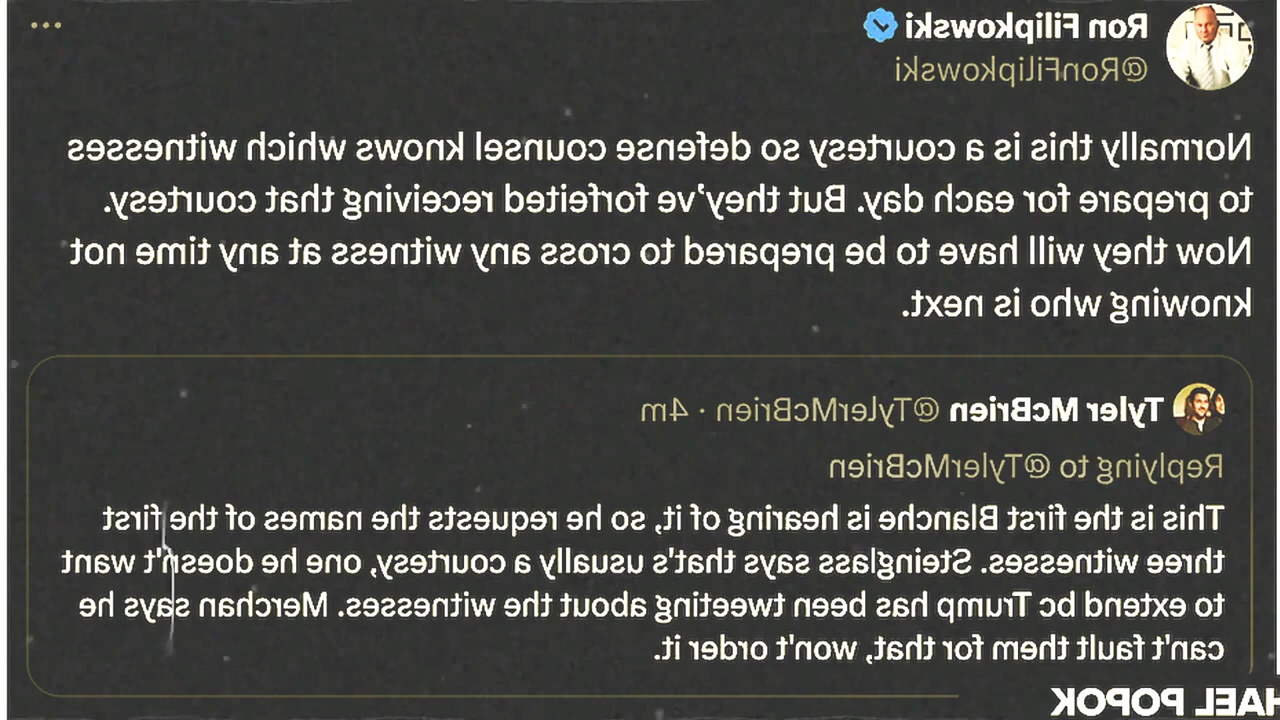 Ron Filipkowski
@RonFilipkowski
Normally this is a courtesy so defense counsel knows which witnesses
to prepare for each day. But they've forfeited receiving that courtesy.
Now they will have to be prepared to cross any witness at any time not
knowing who is next.
Tyler McBrien @TylerMcBrien · 4m
Replying to @TylerMcBrien
This is the first Blanche is hearing of it, so he requests the names of the first
three witnesses. Steinglass says that's usually a courtesy, one he doesn't want
to extend bc Trump has been tweeting about the witnesses. Merchan says he
can't fault them for that, won't order it.
HAEL POPOK